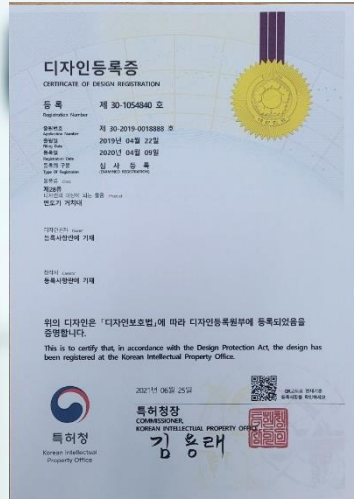 디자인등록증
CERTIFICATE OF DESIGN REGISTRATION
등 록 제 30-1054840 호
Registration Number
출원번호 제 30-2019-0018888 호
Application Number
출원일 2019년 04월 22일
Filing Date
등록일 2020년 04월 09일
Registration Date
심 사 등 록
Type Of Registration (EXAMINED REGISTRATION)
물품류 Class
제28류
면도기 거치대
디자인권자 Owner
등록사항란에 기재
창작자 Creator
등록사항란에 기재
위의 디자인은 「디자인보호법」에 따라 디자인등록원부에 등록되었음을
증명합니다.
This is to certify that, in accordance with the Design Protection Act, the design has
been registered at the Korean Intellectual Property Office.
2021년 06월 25일
특허청장
COMMISSIONER,
KOREAN INTELLECTUAL PROPERTY OFFICE
김용래
특허청
Korean Intellectual
Property Office